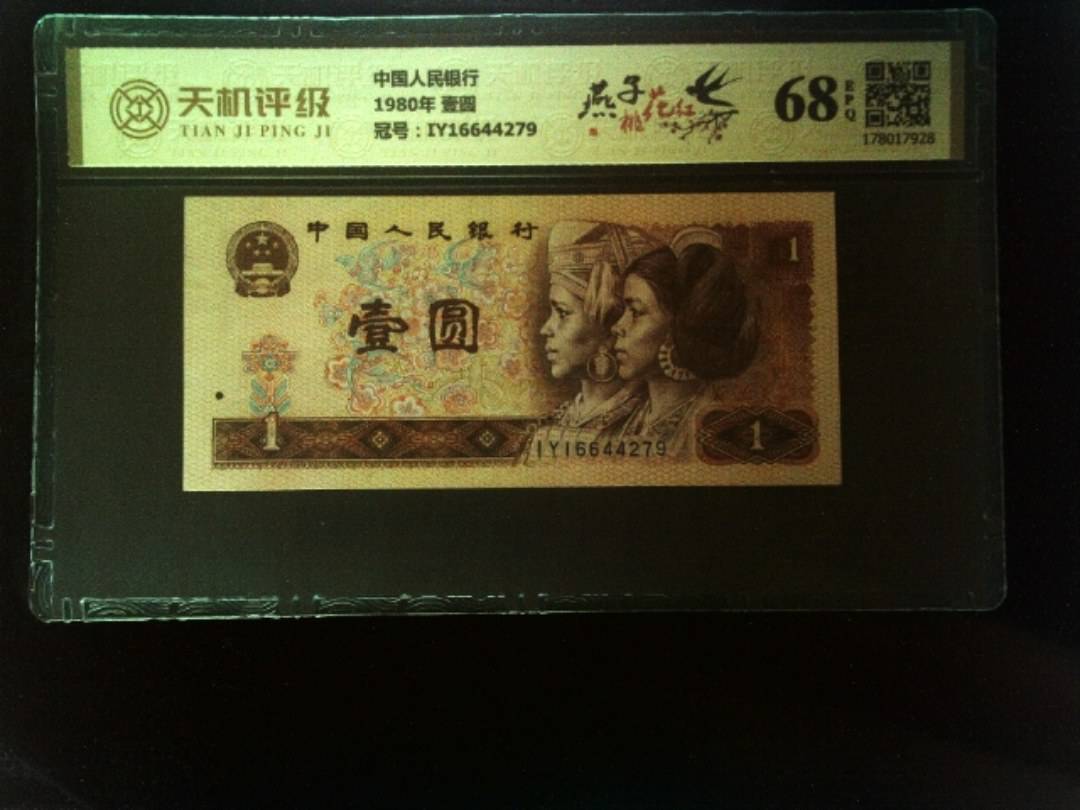 天机评级
TIAN JI PING JI
中国人民银行
1980年 壹圆
冠号：IY16644279
燕子
桃花红
68
EPQ
178017928
中国人民银行
1
壹圆
1
IY16644279
1